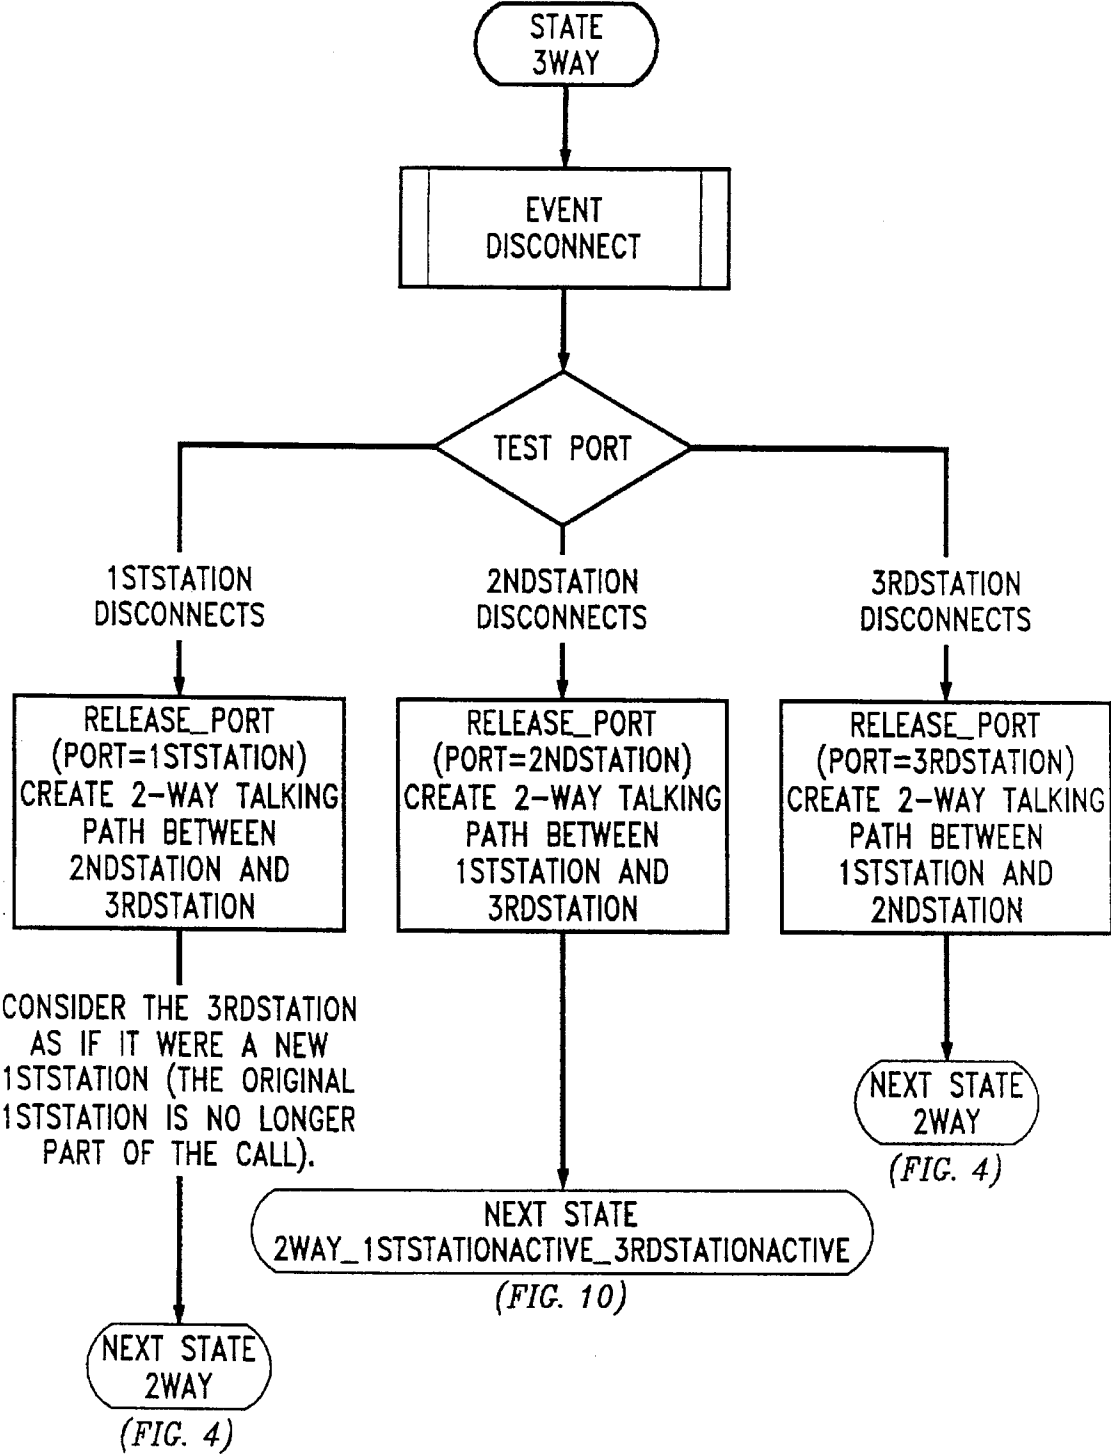 STATE
3WAY
EVENT
DISCONNECT
TEST PORT
1STSTATION
DISCONNECTS
2NDSTATION
DISCONNECTS
3RDSTATION
DISCONNECTS
RELEASE_PORT
(PORT=1STSTATION)
CREATE 2-WAY TALKING
PATH BETWEEN
2NDSTATION AND
3RDSTATION
RELEASE_PORT
(PORT=2NDSTATION)
CREATE 2-WAY TALKING
PATH BETWEEN
1STSTATION AND
3RDSTATION
RELEASE_PORT
(PORT=3RDSTATION)
CREATE 2-WAY TALKING
PATH BETWEEN
1STSTATION AND
2NDSTATION
CONSIDER THE 3RDSTATION
AS IF IT WERE A NEW
1STSTATION (THE ORIGINAL
1STSTATION IS NO LONGER
PART OF THE CALL).
NEXT STATE
2WAY
(FIG. 4)
NEXT STATE
2WAY_1STSTATIONACTIVE_3RDSTATIONACTIVE
(FIG. 10)
NEXT STATE
2WAY
(FIG. 4)